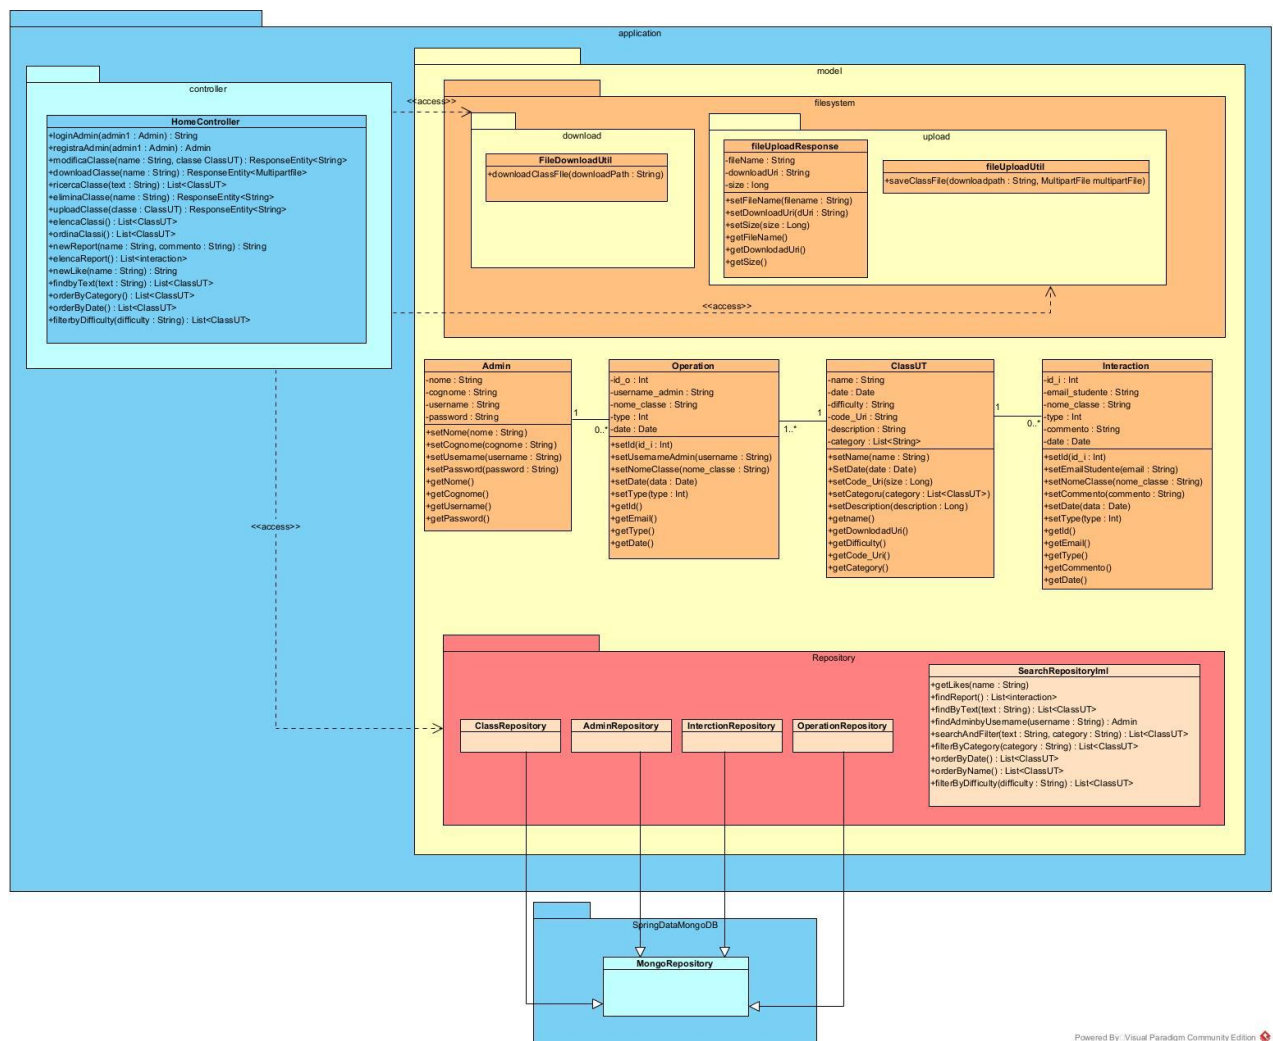 application
model
controller
<<access>>
filesystem
HomeController
+loginAdmin(admin1 : Admin) : String
+registraAdmin(admin1 : Admin) : Admin
+modificaClasse(name : String, classe ClassUT) : ResponseEntity<String>
+downloadClasse(name : String) : ResponseEntity<Multipartfile>
+ricercaClasse(text : String) : List<ClassUT>
+eliminaClasse(name : String) : ResponseEntity<String>
+uploadClasse(classe : ClassUT) : ResponseEntity<String>
+elencaClassi() : List<ClassUT>
+ordinaClassi() : List<ClassUT>
+newReport(name : String, commento : String) : String
+elencaReport() : List<interaction>
+newLike(name : String) : String
+findbyText(text : String) : List<ClassUT>
+orderByCategory() : List<ClassUT>
+orderByDate() : List<ClassUT>
+filterbyDifficulty(difficulty : String) : List<ClassUT>
download
FileDownloadUtil
+downloadClassFIle(downloadPath : String)
upload
fileUploadResponse
-fileName : String
-downloadUri : String
-size : long
+setFileName(filename : String)
+setDownloadUri(dUri : String)
+setSize(size : Long)
+getFileName()
+getDownlodadUri()
+getSize()
fileUploadUtil
+saveClassFile(downloadpath : String, MultipartFile multipartFile)
<<access>>
Admin
-nome : String
-cognome : String
-username : String
-password : String
+setNome(nome : String)
+setCognome(cognome : String)
+setUsername(username : String)
+setPassword(password : String)
+getNome()
+getCognome()
+getUsername()
+getPassword()
1
0..*
Operation
-id_o : Int
-username_admin : String
-nome_classe : String
-type : Int
-date : Date
+setId(id_i : Int)
+setUsernameAdmin(username : String)
+setNomeClasse(nome_classe : String)
+setDate(data : Date)
+setType(type : Int)
+getId()
+getEmail()
+getType()
+getDate()
1
1..*
ClassUT
-name : String
-date : Date
-difficulty : String
-code_Uri : String
-description : String
-category : List<String>
+setName(name : String)
+SetDate(date : Date)
+setCode_Uri(size : Long)
+setCategoru(category : List<ClassUT>)
+setDescription(description : Long)
+getname()
+getDownlodadUri()
+getDifficulty()
+getCode_Uri()
+getCategory()
1
0..*
Interaction
-id_i : Int
-email_studente : String
-nome_classe : String
-type : Int
-commento : String
-date : Date
+setId(id_i : Int)
+setEmailStudente(email : String)
+setNomeClasse(nome_classe : String)
+setCommento(commento : String)
+setDate(data : Date)
+setType(type : Int)
+getId()
+getEmail()
+getType()
+getCommento()
+getDate()
<<access>>
Repository
ClassRepository
AdminRepository
InterctionRepository
OperationRepository
SearchRepositoryIml
+getLikes(name : String)
+findReport() : List<interaction>
+findByText(text : String) : List<ClassUT>
+findAdminbyUsername(username : String) : Admin
+searchAndFilter(text : String, category : String) : List<ClassUT>
+filterByCategory(category : String) : List<ClassUT>
+orderByDate() : List<ClassUT>
+orderByName() : List<ClassUT>
+filterByDifficulty(difficulty : String) : List<ClassUT>
SpringDataMongoDB
MongoRepository
Powered By Visual Paradigm Community Edition